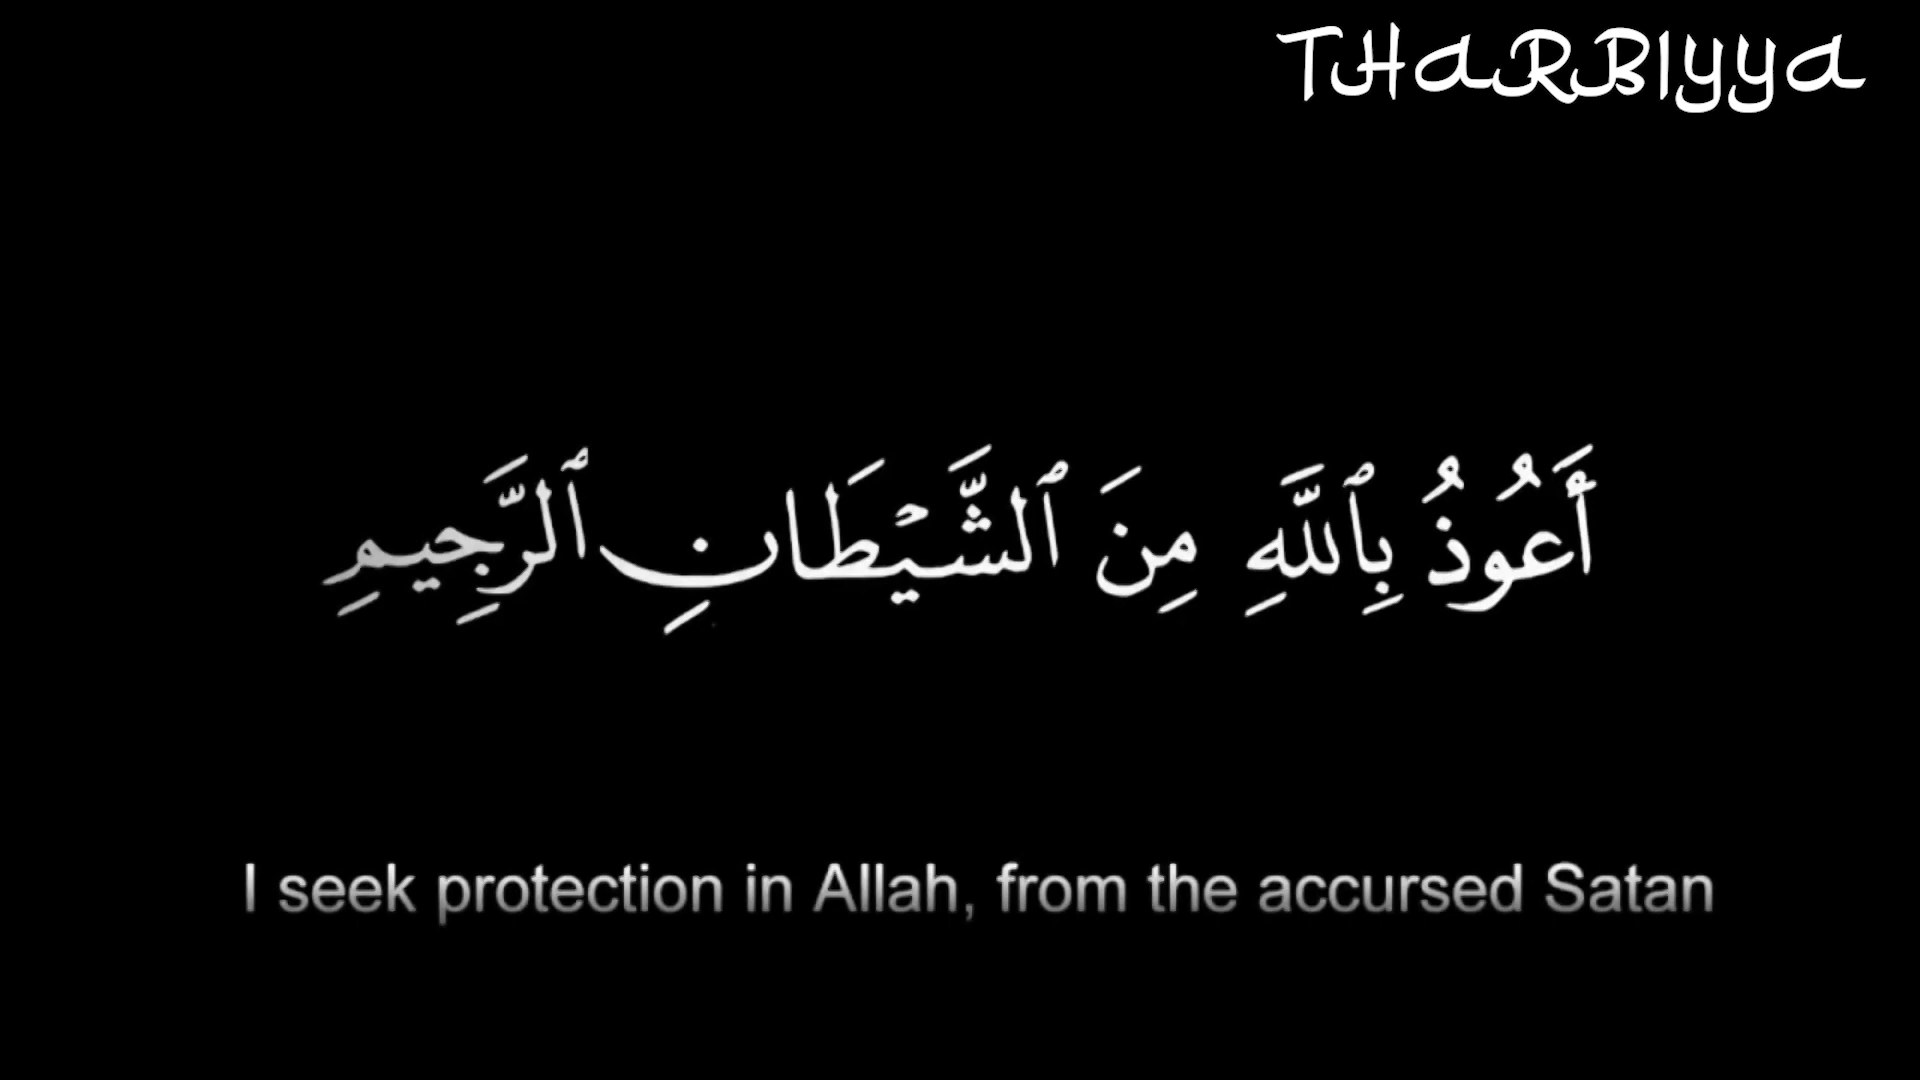 THARBIYYA
أَعُوذُ بِٱللَّهِ مِنَ ٱلشَّيْطَانِ ٱلرَّجِيمِ
I seek protection in Allah, from the accursed Satan